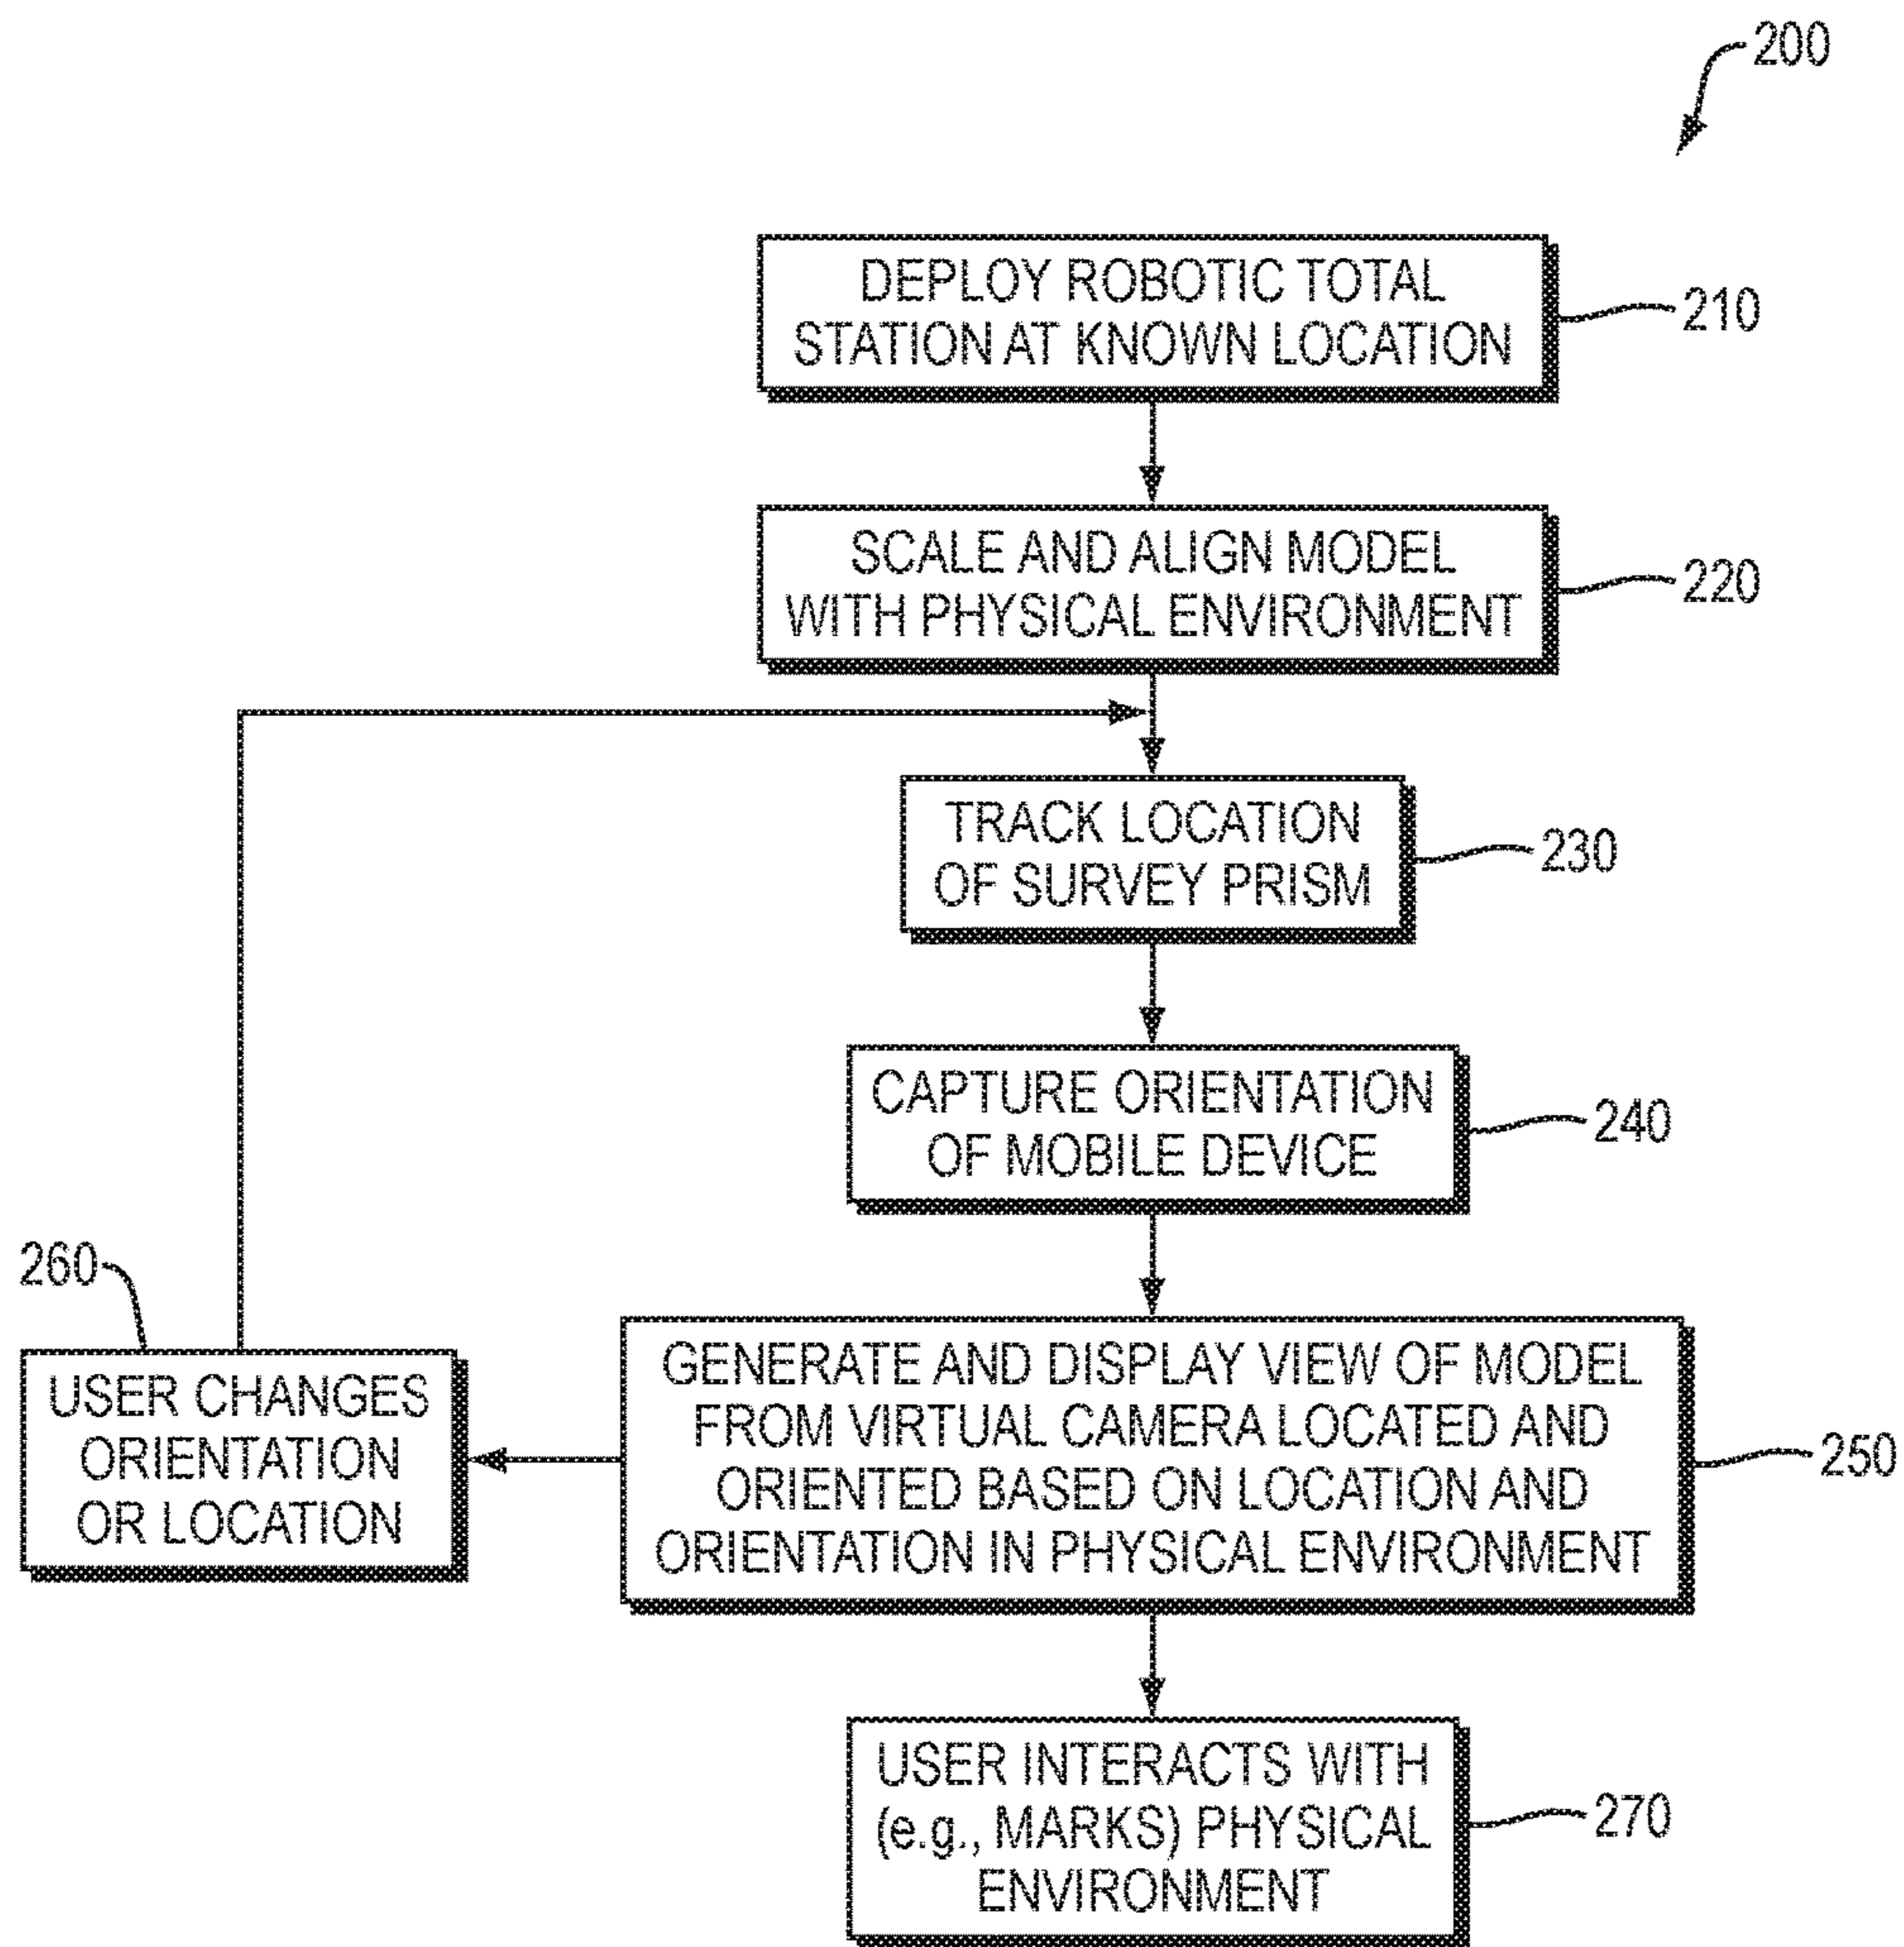 200
DEPLOY ROBOTIC TOTAL
STATION AT KNOWN LOCATION
210
SCALE AND ALIGN MODEL
WITH PHYSICAL ENVIRONMENT
220
TRACK LOCATION
OF SURVEY PRISM
230
CAPTURE ORIENTATION
OF MOBILE DEVICE
240
260
USER CHANGES
ORIENTATION
OR LOCATION
GENERATE AND DISPLAY VIEW OF MODEL
FROM VIRTUAL CAMERA LOCATED AND
ORIENTED BASED ON LOCATION AND
ORIENTATION IN PHYSICAL ENVIRONMENT
250
USER INTERACTS WITH
(e.g., MARKS) PHYSICAL
ENVIRONMENT
270